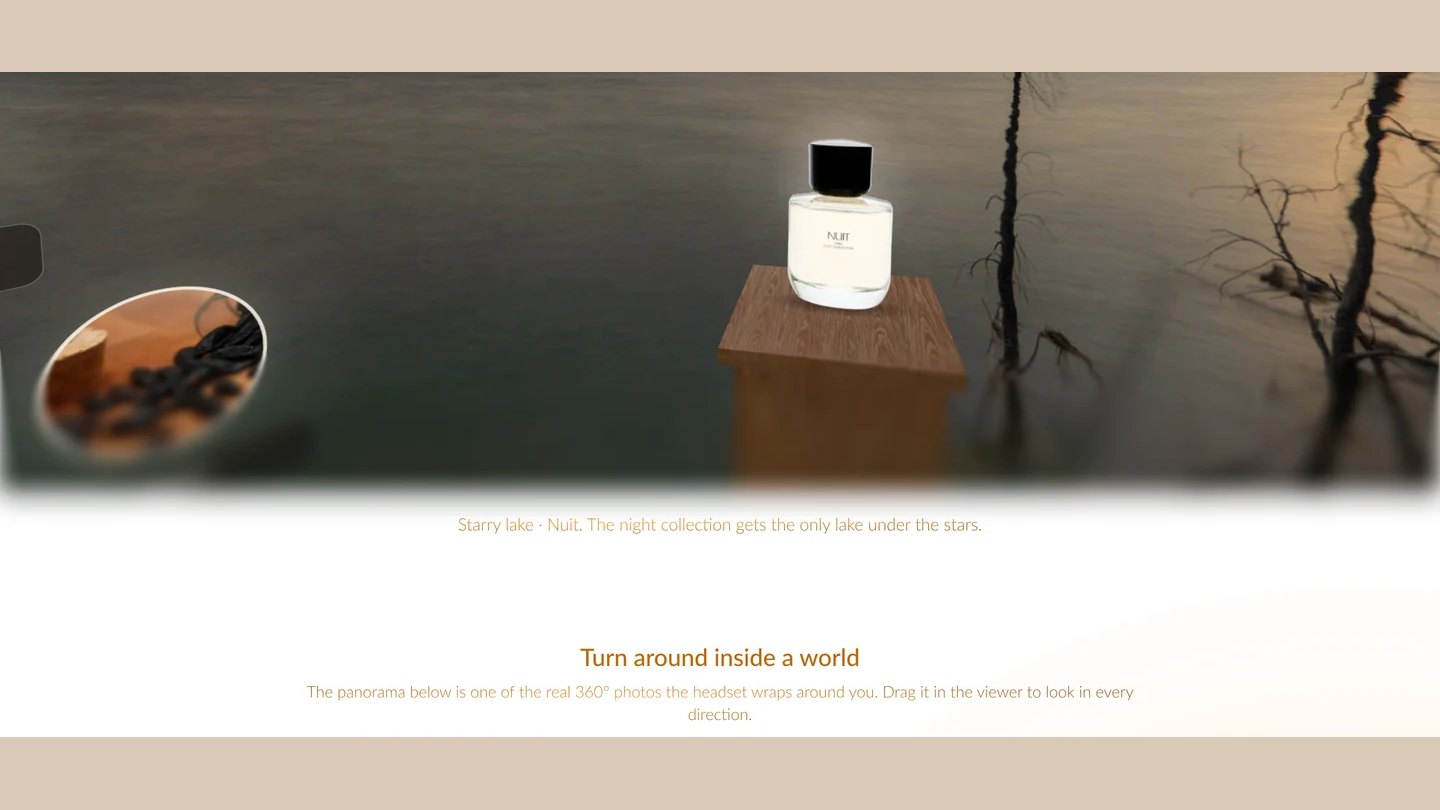 NUIT
Starry lake · Nuit. The night collection gets the only lake under the stars.
Turn around inside a world
The panorama below is one of the real 360° photos the headset wraps around you. Drag it in the viewer to look in every
direction.